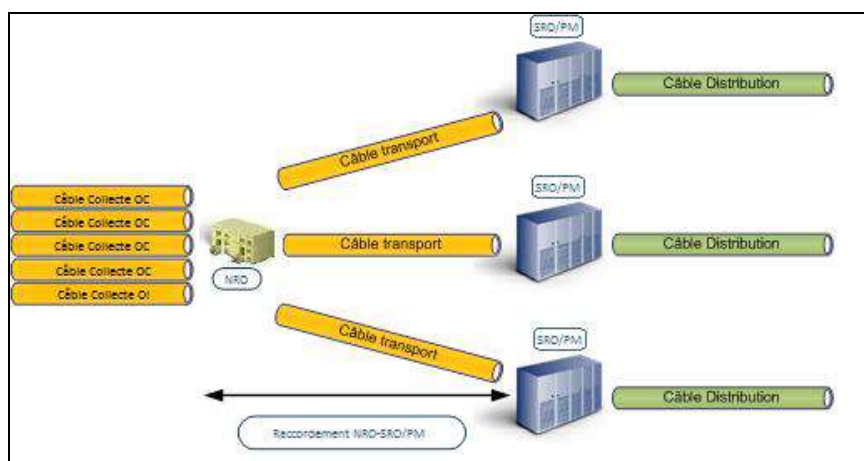 SRO/PM
Câble Distribution
Câble transport
SRO/PM
Câble Collecte OC
Câble Collecte OC
Câble Collecte OC
Câble Collecte OC
Câble Collecte OI
NRO
Câble transport
Câble Distribution
Câble transport
SRO/PM
Câble Distribution
Raccordement NRO-SRO/PM